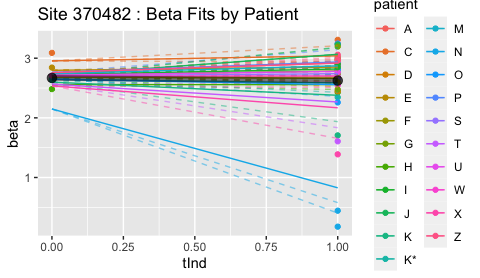 Site 370482 : Beta Fits by Patient
beta
3
2
1
0.00 0.25 0.50 0.75 1.00
tInd
patient
A
C
D
E
F
G
H
I
J
K
K*
M
N
O
P
S
T
U
W
X
Z